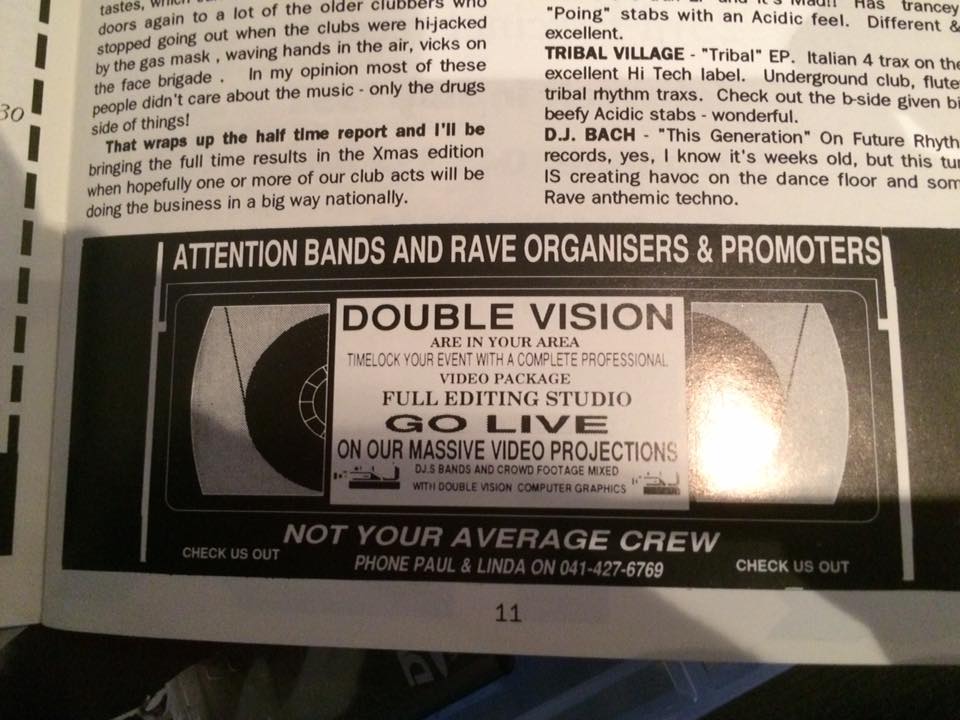 tastes, which
doors again to a lot of the older clubbers who
stopped going out when the clubs were hi-jacked
by the gas mask , waving hands in the air, vicks on
the face brigade . In my opinion most of these
people didn't care about the music - only the drugs
side of things!
That wraps up the half time report and I'll be
bringing the full time results in the Xmas edition
when hopefully one or more of our club acts will be
doing the business in a big way nationally.
EP and it's Mad!! Has trancey
"Poing" stabs with an Acidic feel. Different &
excellent.
TRIBAL VILLAGE - "Tribal" EP. Italian 4 trax on the
excellent Hi Tech label. Underground club, flute
tribal rhythm traxs. Check out the b-side given bi
beefy Acidic stabs - wonderful.
D.J. BACH - "This Generation" On Future Rhyth
records, yes, I know it's weeks old, but this tu
IS creating havoc on the dance floor and som
Rave anthemic techno.
30
ATTENTION BANDS AND RAVE ORGANISERS & PROMOTERS
DOUBLE VISION
ARE IN YOUR AREA
TIMELOCK YOUR EVENT WITH A COMPLETE PROFESSIONAL
VIDEO PACKAGE
FULL EDITING STUDIO
GO LIVE
ON OUR MASSIVE VIDEO PROJECTIONS
DJ.S BANDS AND CROWD FOOTAGE MIXED
WITH DOUBLE VISION COMPUTER GRAPHICS
NOT YOUR AVERAGE CREW
CHECK US OUT
PHONE PAUL & LINDA ON 041-427-6769
CHECK US OUT
11